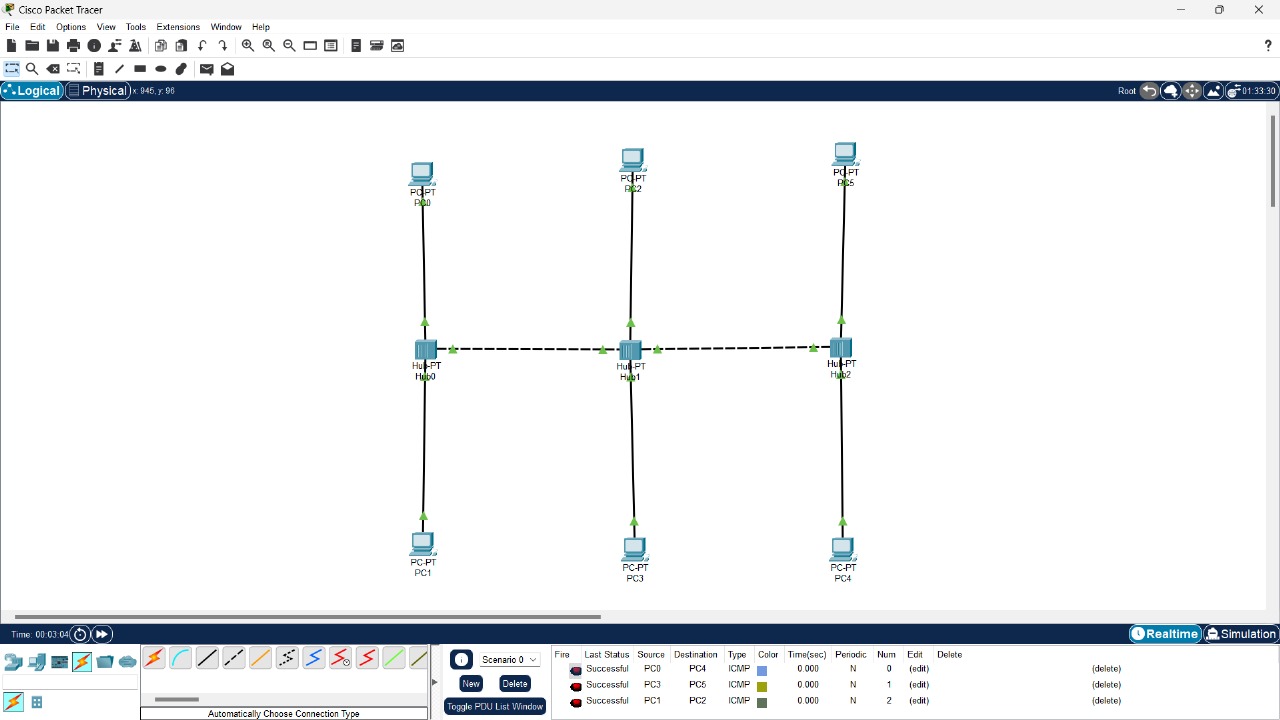 Cisco Packet Tracer
File Edit Options View Tools Extensions Window Help
?
Logical Physical x: 945, y: 96 Root 01:33:30
PC-PT
PC0
PC-PT
PC2
PC-PT
PC5
Hub-PT
Hub0
Hub-PT
Hub1
Hub-PT
Hub2
PC-PT
PC1
PC-PT
PC3
PC-PT
PC4
Time: 00:03:04 Realtime Simulation
Automatically Choose Connection Type
Scenario 0
New Delete
Toggle PDU List Window
Fire Last Status Source Destination Type Color Time(sec) Periodic Num Edit Delete
Successful PC0 PC4 ICMP 0.000 N 0 (edit) (delete)
Successful PC3 PC5 ICMP 0.000 N 1 (edit) (delete)
Successful PC1 PC2 ICMP 0.000 N 2 (edit) (delete)